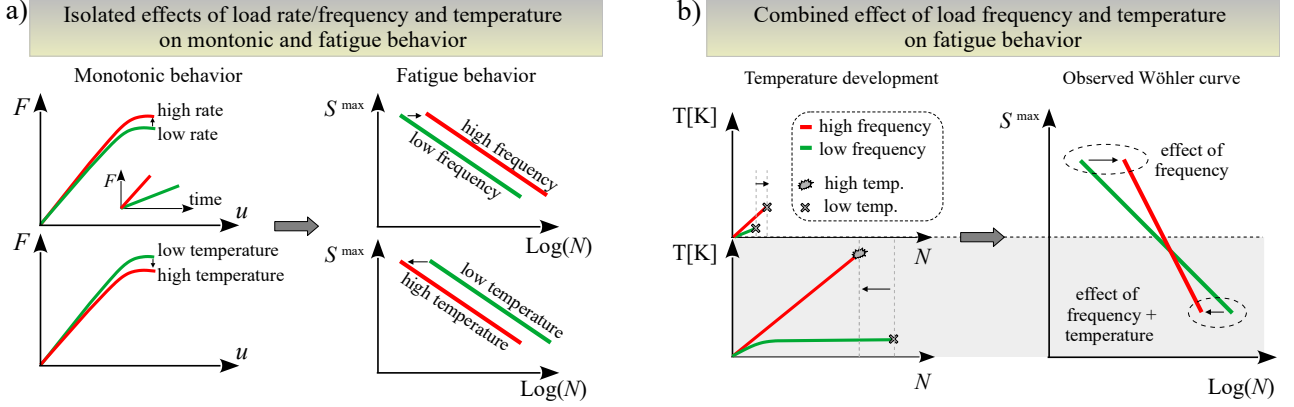 a)
Isolated effects of load rate/frequency and temperature
on montonic and fatigue behavior
Monotonic behavior
Fatigue behavior
F
high rate
low rate
F
time
u
S max
high frequency
low frequency
Log(N)
F
low temperature
high temperature
u
S max
low temperature
high temperature
Log(N)
b)
Combined effect of load frequency and temperature
on fatigue behavior
Temperature development
Observed Wöhler curve
T[K]
high frequency
low frequency
high temp.
low temp.
N
T[K]
N
S max
effect of
frequency
effect of
frequency +
temperature
Log(N)